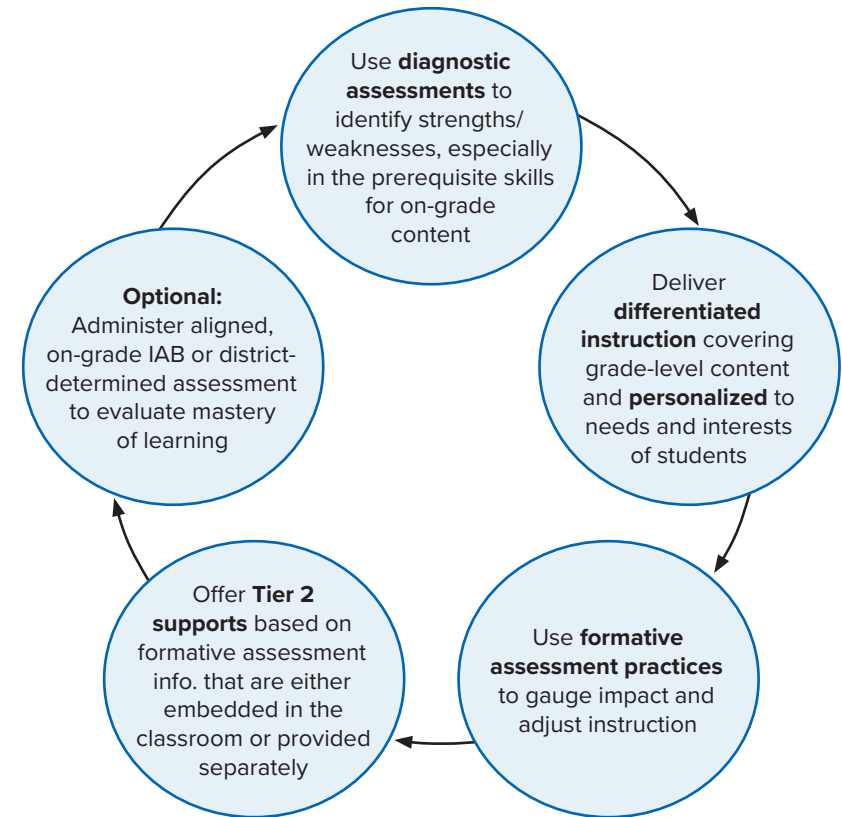 Use diagnostic
assessments to
identify strengths/
weaknesses, especially
in the prerequisite skills
for on-grade
content
Deliver
differentiated
instruction covering
grade-level content
and personalized to
needs and interests
of students
Use formative
assessment practices
to gauge impact and
adjust instruction
Offer Tier 2
supports based on
formative assessment
info. that are either
embedded in the
classroom or provided
separately
Optional:
Administer aligned,
on-grade IAB or district-
determined assessment
to evaluate mastery
of learning